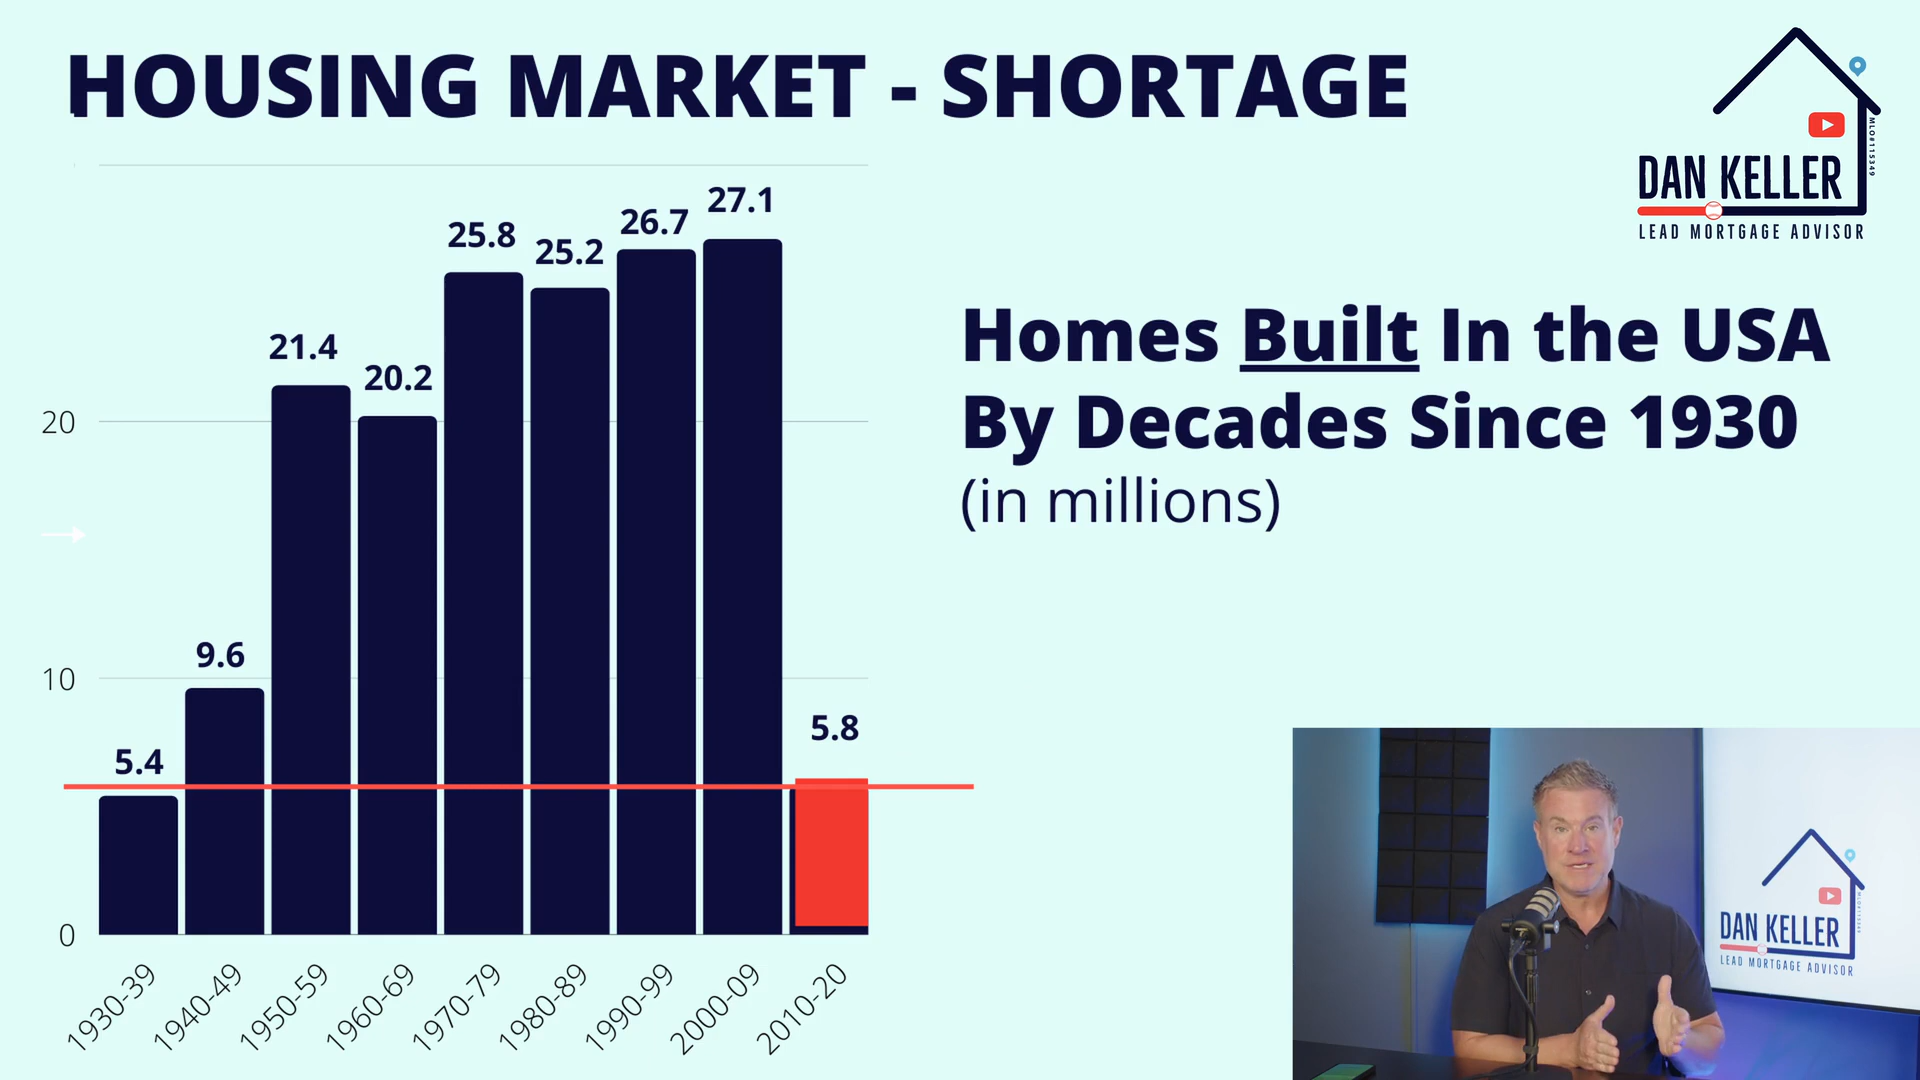 HOUSING MARKET - SHORTAGE
MLO#115349
DAN KELLER
LEAD MORTGAGE ADVISOR
27.1
26.7
25.8
25.2
21.4
20.2
9.6
5.8
5.4
20
10
0
1930-39
1940-49
1950-59
1960-69
1970-79
1980-89
1990-99
2000-09
2010-20
Homes Built In the USA
By Decades Since 1930
(in millions)
DAN KELLER
LEAD MORTGAGE ADVISOR